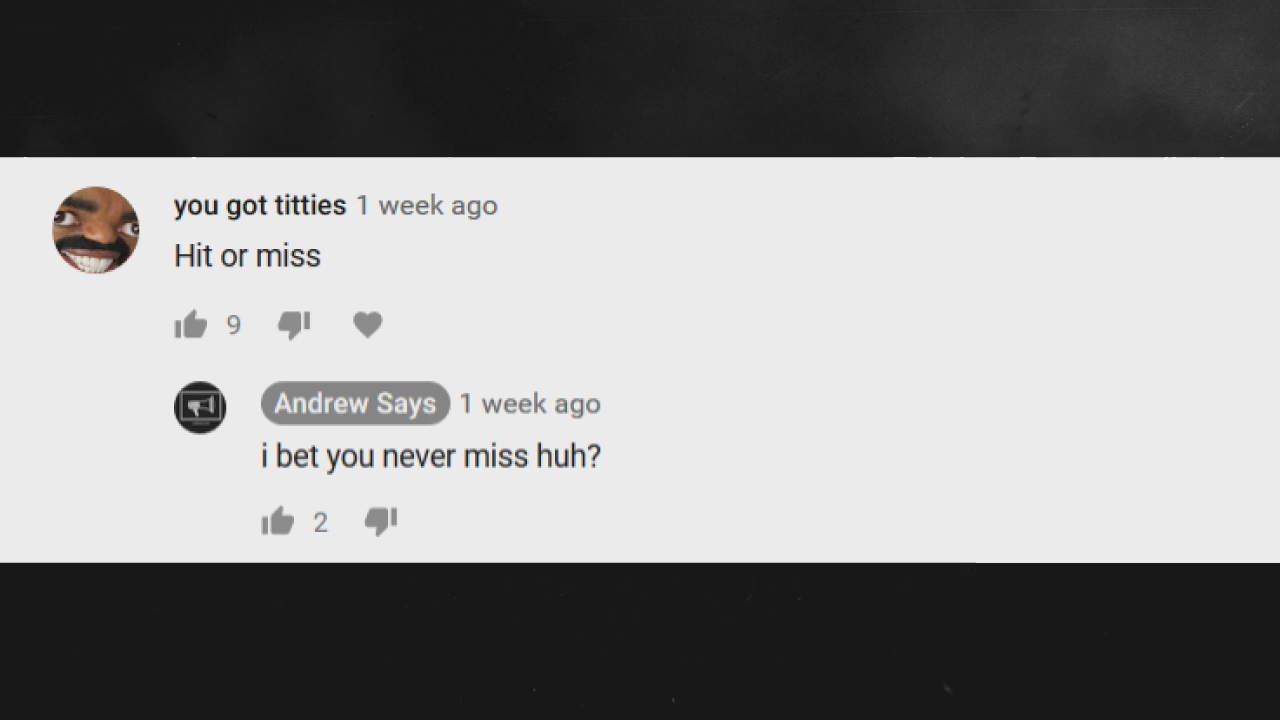 you got titties 1 week ago
Hit or miss
9
Andrew Says 1 week ago
i bet you never miss huh?
2